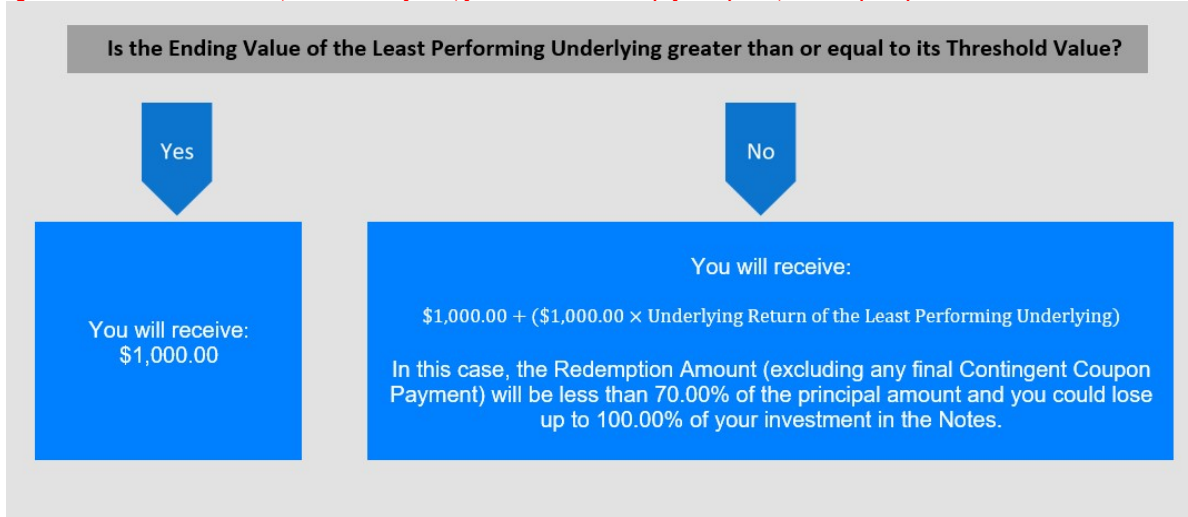 Is the Ending Value of the Least Performing Underlying greater than or equal to its Threshold Value?
Yes
No
You will receive:
$1,000.00
You will receive:
$1,000.00 + ($1,000.00 × Underlying Return of the Least Performing Underlying)
In this case, the Redemption Amount (excluding any final Contingent Coupon
Payment) will be less than 70.00% of the principal amount and you could lose
up to 100.00% of your investment in the Notes.